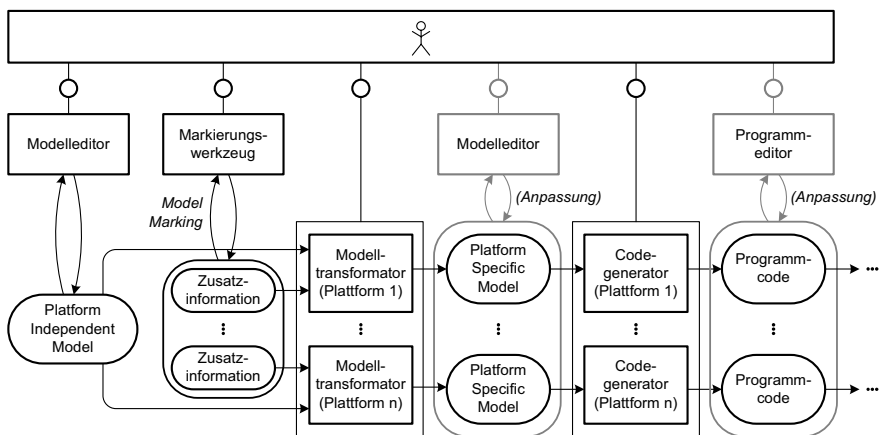 Modelleditor
Markierungs-
werkzeug
Modelleditor
Programm-
editor
Model
Marking
(Anpassung)
(Anpassung)
Zusatz-
information
Modell-
transformator
(Plattform 1)
Platform
Specific
Model
Code-
generator
(Plattform 1)
Programm-
code
...
Platform
Independent
Model
Zusatz-
information
Modell-
transformator
(Plattform n)
Platform
Specific
Model
Code-
generator
(Plattform n)
Programm-
code
...